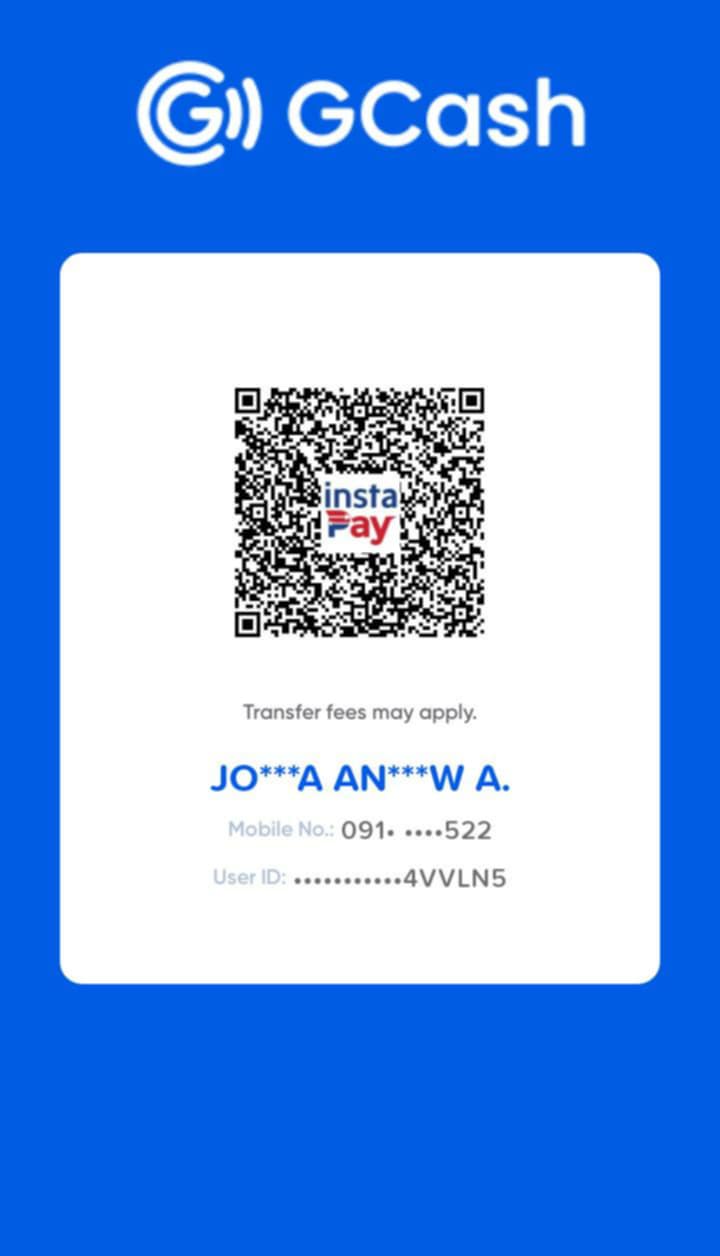 GCash
insta
Pay
Transfer fees may apply.
JO***A AN***W A.
Mobile No.: 091• ••••522
User ID: •••••••••••4VVLN5